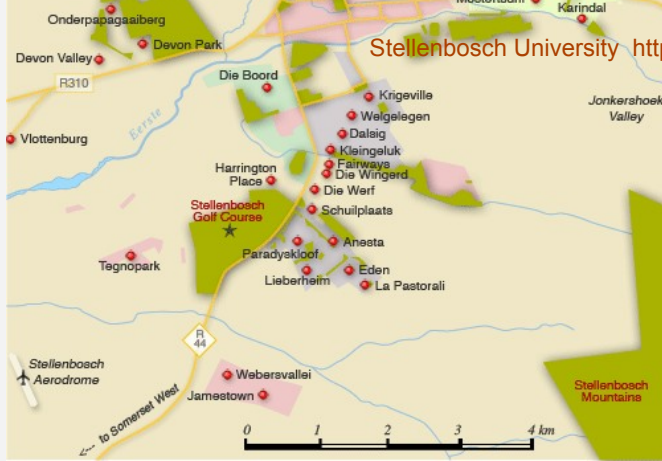 Karindal
Onderpapagaaiberg
Devon Park
Stellenbosch University http
Devon Valley
R310
Die Boord
Krigeville
Jonkershoek
Valley
Eerste
Welgelegen
Dalsig
Vlottenburg
Kleingeluk
Fairways
Harrington
Place
Die Wingerd
Die Werf
Stellenbosch
Golf Course
Schuilplaats
Anesta
Paradyskloof
Tegnopark
Lieberheim
Eden
La Pastorali
R
44
Stellenbosch
Aerodrome
Webersvallei
Jamestown
Stellenbosch
Mountains
<--- to Somerset West
0 1 2 3 4 km